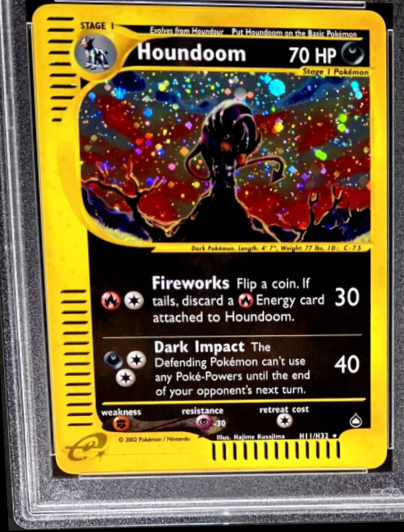 STAGE 1
Evolves from Houndour Put Houndoom on the Basic Pokémon
Houndoom 70 HP
Stage 1 Pokémon
Dark Pokémon. Length: 4' 7", Weight: 77 lbs. ID: C-75
Fireworks Flip a coin. If
tails, discard a Energy card 30
attached to Houndoom.
Dark Impact The
Defending Pokémon can't use 40
any Poké-Powers until the end
of your opponent's next turn.
weakness resistance retreat cost
-30
© 2002 Pokémon / Nintendo Illus. Hajime Kusajima H11/H32